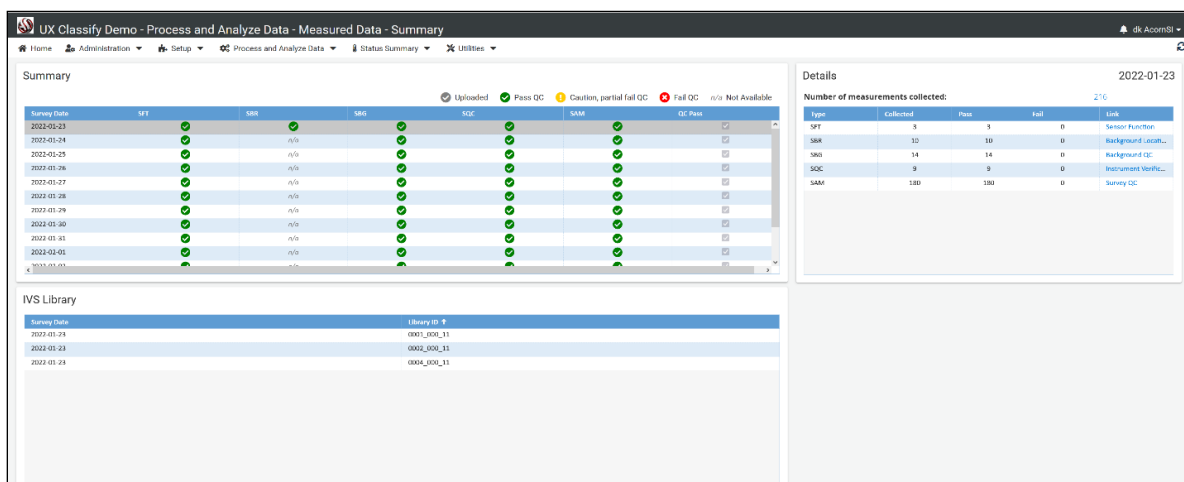 UX Classify Demo - Process and Analyze Data - Measured Data - Summary
dk AcornSI
Home Administration Setup Process and Analyze Data Status Summary Utilities
Summary
Uploaded Pass QC Caution, partial fail QC Fail QC n/a Not Available
Survey Date SFT SBR SBG SQC SAM QC Pass
2022-01-23
2022-01-24 n/a
2022-01-25 n/a
2022-01-26 n/a
2022-01-27 n/a
2022-01-28 n/a
2022-01-29 n/a
2022-01-30 n/a
2022-01-31 n/a
2022-02-01 n/a
Details 2022-01-23
Number of measurements collected: 216
Type Collected Pass Fail Link
SFT 3 3 0 Sensor Function
SBR 10 10 0 Background Locati...
SBG 14 14 0 Background QC
SQC 9 9 0 Instrument Verific...
SAM 180 180 0 Survey QC
IVS Library
Survey Date Library ID
2022-01-23 0001_000_11
2022-01-23 0002_000_11
2022-01-23 0004_000_11